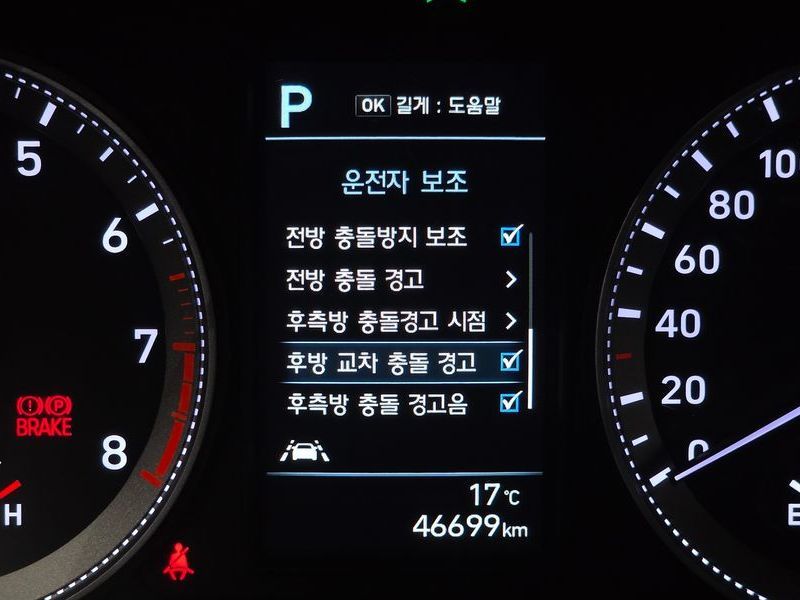 P
OK 길게 : 도움말
운전자 보조
전방 충돌방지 보조
전방 충돌 경고
후측방 충돌경고 시점
후방 교차 충돌 경고
후측방 충돌 경고음
17°C
46699km
5
6
7
8
P
BRAKE
H
100
80
60
40
20
0
E